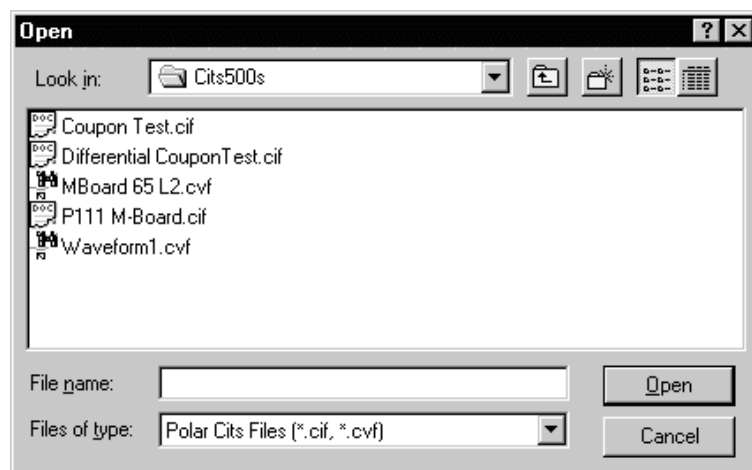 Open
Look in: Cits500s
Coupon Test.cif
Differential CouponTest.cif
MBoard 65 L2.cvf
P111 M-Board.cif
Waveform1.cvf
File name: Open
Files of type: Polar Cits Files (*.cif, *.cvf) Cancel